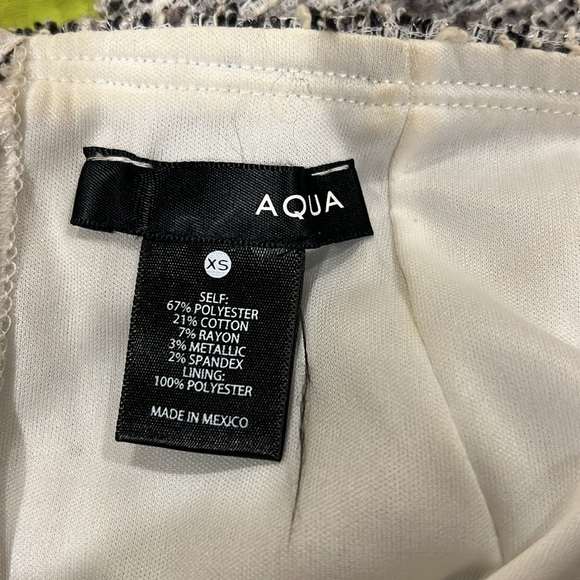 AQUA
XS
SELF:
67% POLYESTER
21% COTTON
7% RAYON
3% METALLIC
2% SPANDEX
LINING:
100% POLYESTER
MADE IN MEXICO